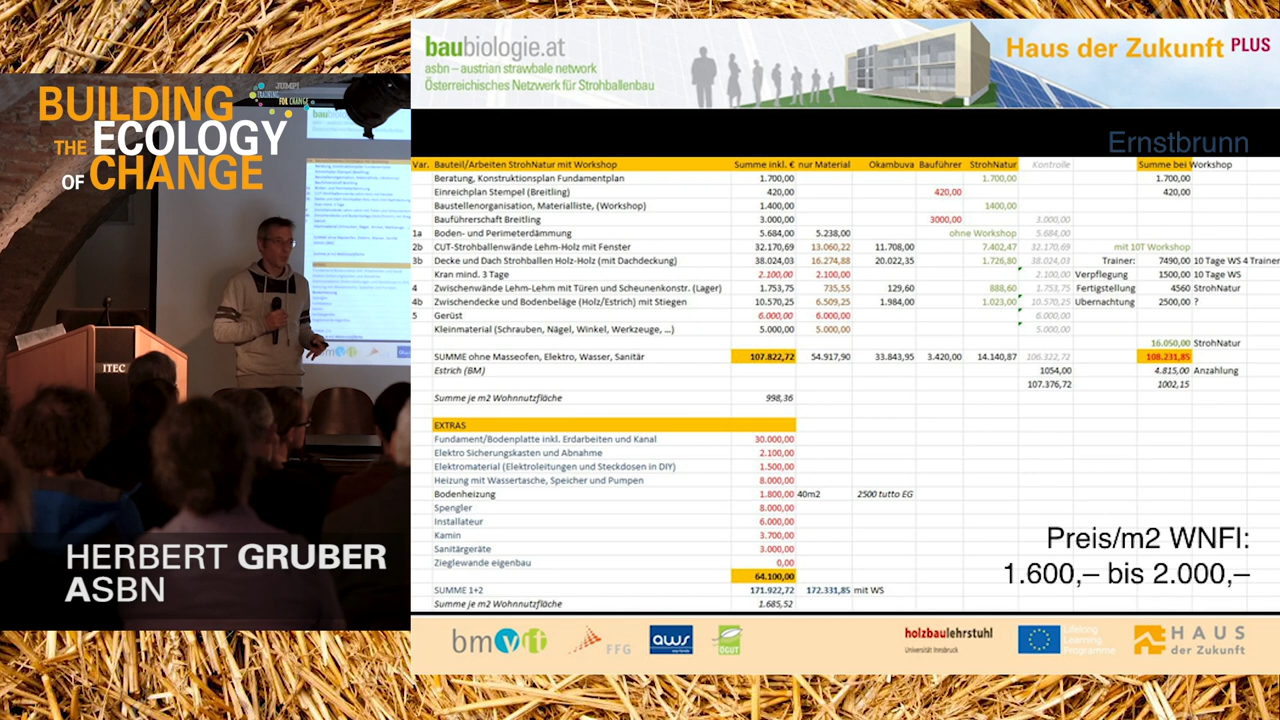 BUILDING
THE ECOLOGY
OF CHANGE
JUMP!
TRAINING
FOR CHANGE
ITEC
HERBERT GRUBER
ASBN
baubiologie.at
asbn – austrian strawbale network
Österreichisches Netzwerk für Strohballenbau
Haus der Zukunft PLUS
Ernstbrunn
Var. Bauteil/Arbeiten StrohNatur mit Workshop Summe inkl. € nur Material Okambuva Bauführer StrohNatur Kontrolle Summe bei Workshop
Beratung, Konstruktionsplan Fundamentplan 1.700,00 1.700,00 1.700,00
Einreichplan Stempel (Breitling) 420,00 420,00 420,00
Baustellenorganisation, Materialliste, (Workshop) 1.400,00 1400,00
Bauführerschaft Breitling 3.000,00 3000,00 3.000,00
1a Boden- und Perimeterdämmung 5.684,00 5.238,00 ohne Workshop 5.684,00
2b CUT-Strohballenwände Lehm-Holz mit Fenster 32.170,69 13.060,22 11.708,00 7.402,47 32.170,69 mit 10T Workshop
3b Decke und Dach Strohballen Holz-Holz (mit Dachdeckung) 38.024,03 16.274,88 20.022,35 1.726,80 38.024,03 Trainer: 7490,00 10 Tage WS 4 Trainer
Kran mind. 3 Tage 2.100,00 2.100,00 2.100,00 Verpflegung 1500,00 10 Tage WS
4 Zwischenwände Lehm-Lehm mit Türen und Scheunenkonstr. (Lager) 1.753,75 735,55 129,60 888,60 1.753,75 Fertigstellung 4560 StrohNatur
4b Zwischendecke und Bodenbeläge (Holz/Estrich) mit Stiegen 10.570,25 6.509,25 1.984,00 1.023,00 10.570,25 Übernachtung 2500,00 ?
5 Gerüst 6.000,00 6.000,00 6.000,00
Kleinmaterial (Schrauben, Nägel, Winkel, Werkzeuge, ...) 5.000,00 5.000,00 5.000,00
16.050,00 StrohNatur
SUMME ohne Masseofen, Elektro, Wasser, Sanitär 107.822,72 54.917,90 33.843,95 3.420,00 14.140,87 106.322,72 108.231,85
Estrich (BM) 1054,00 4.815,00 Anzahlung
107.376,72 1002,15
Summe je m2 Wohnnutzfläche 998,36
EXTRAS
Fundament/Bodenplatte inkl. Erdarbeiten und Kanal 30.000,00
Elektro Sicherungskasten und Abnahme 2.100,00
Elektromaterial (Elektroleitungen und Steckdosen in DIY) 1.500,00
Heizung mit Wassertasche, Speicher und Pumpen 8.000,00
Bodenheizung 1.800,00 40m2 2500 tutto EG
Spengler 8.000,00
Installateur 6.000,00
Kamin 3.700,00
Sanitärgeräte 3.000,00
Zieglewande eigenbau 0,00
64.100,00
SUMME 1+2 171.922,72 172.331,85 mit WS
Summe je m2 Wohnnutzfläche 1.685,52
Preis/m2 WNFl:
1.600,– bis 2.000,–
bmvit
FFG
aws
ÖGUT
holzbaulehrstuhl
Universität Innsbruck
Lifelong
Learning
Programme
HAUS
der Zukunft